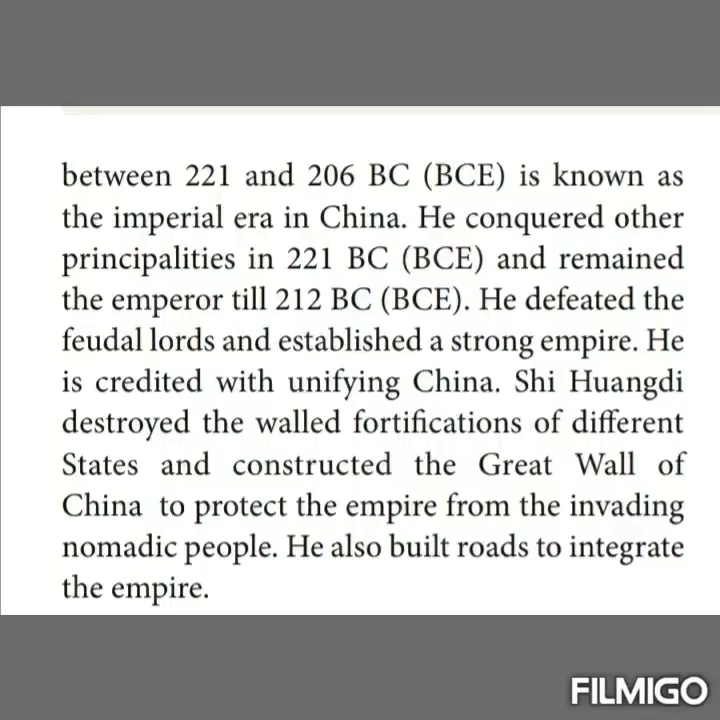 between 221 and 206 BC (BCE) is known as
the imperial era in China. He conquered other
principalities in 221 BC (BCE) and remained
the emperor till 212 BC (BCE). He defeated the
feudal lords and established a strong empire. He
is credited with unifying China. Shi Huangdi
destroyed the walled fortifications of different
States and constructed the Great Wall of
China to protect the empire from the invading
nomadic people. He also built roads to integrate
the empire.
FILMIGO